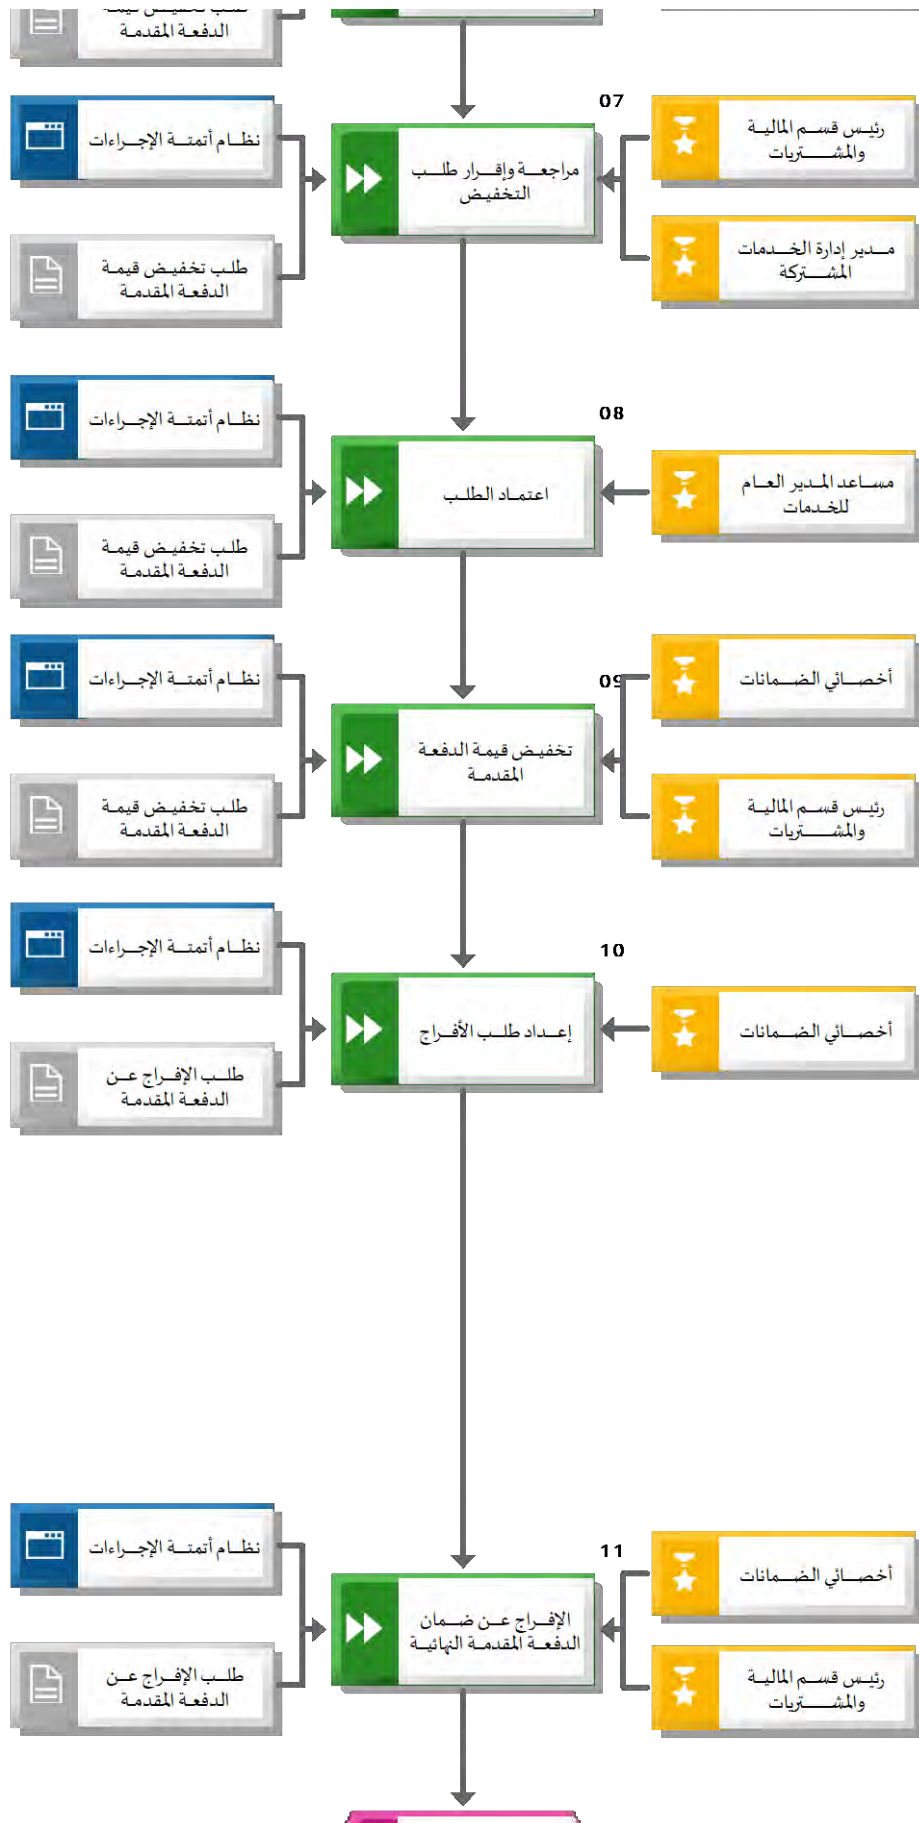 الدفعة المقدمة
07
رئيس قسم المالية
والمشتريات
مدير إدارة الخدمات
المشتركة
مراجعة وإقرار طلب
التخفيض
نظام أتمتة الإجراءات
طلب تخفيض قيمة
الدفعة المقدمة
08
مساعد المدير العام
للخدمات
اعتماد الطلب
نظام أتمتة الإجراءات
طلب تخفيض قيمة
الدفعة المقدمة
09
أخصائي الضمانات
رئيس قسم المالية
والمشتريات
تخفيض قيمة الدفعة
المقدمة
نظام أتمتة الإجراءات
طلب تخفيض قيمة
الدفعة المقدمة
10
أخصائي الضمانات
إعداد طلب الأفراج
نظام أتمتة الإجراءات
طلب الإفراج عن
الدفعة المقدمة
11
أخصائي الضمانات
رئيس قسم المالية
والمشتريات
الإفراج عن ضمان
الدفعة المقدمة النهائية
نظام أتمتة الإجراءات
طلب الإفراج عن
الدفعة المقدمة